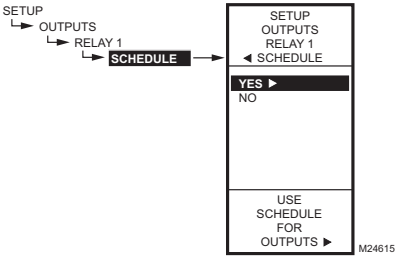 SETUP
OUTPUTS
RELAY 1
SCHEDULE
SETUP
OUTPUTS
RELAY 1
◄ SCHEDULE
YES ►
NO
USE
SCHEDULE
FOR
OUTPUTS ►
M24615